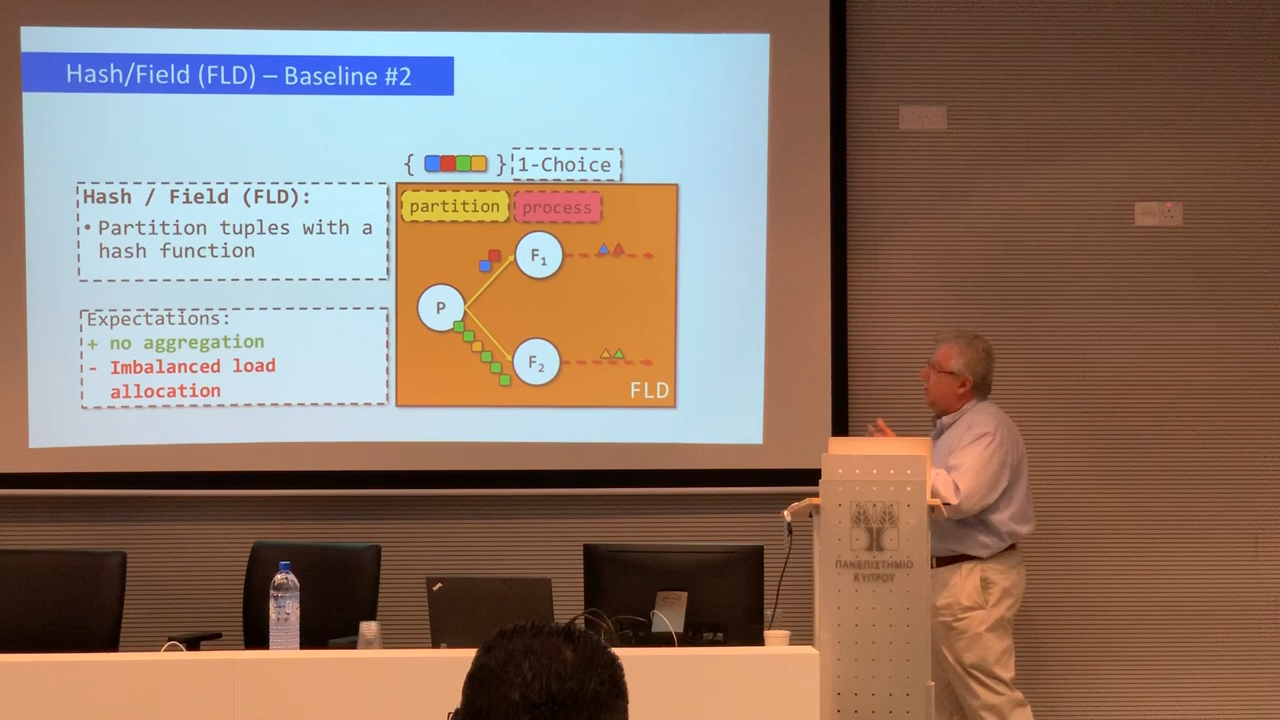 Hash/Field (FLD) – Baseline #2
{ } 1-Choice
Hash / Field (FLD):
• Partition tuples with a
hash function
Expectations:
+ no aggregation
- Imbalanced load
allocation
partition process
F1
P
F2
FLD
ΠΑΝΕΠΙΣΤΗΜΙΟ
ΚΥΠΡΟΥ